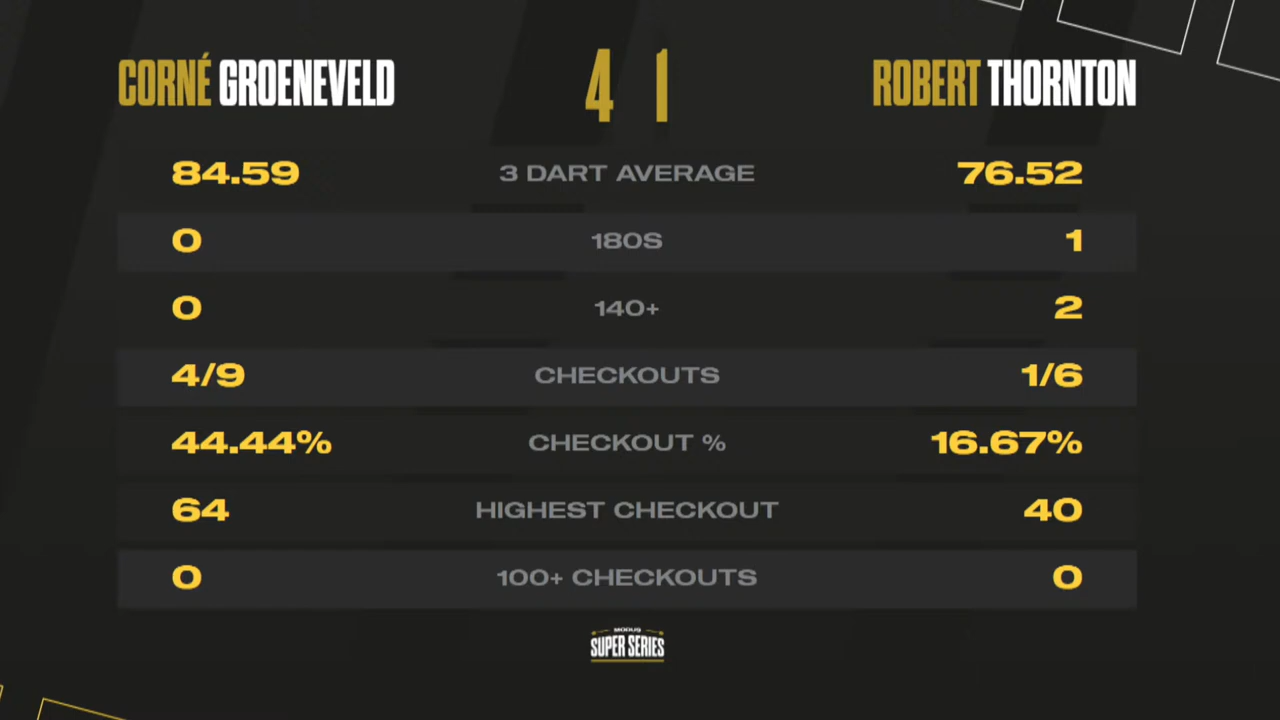 CORNÉ GROENEVELD 4 1 ROBERT THORNTON
84.59 3 DART AVERAGE 76.52
0 180S 1
0 140+ 2
4/9 CHECKOUTS 1/6
44.44% CHECKOUT % 16.67%
64 HIGHEST CHECKOUT 40
0 100+ CHECKOUTS 0
MODUS
SUPER SERIES